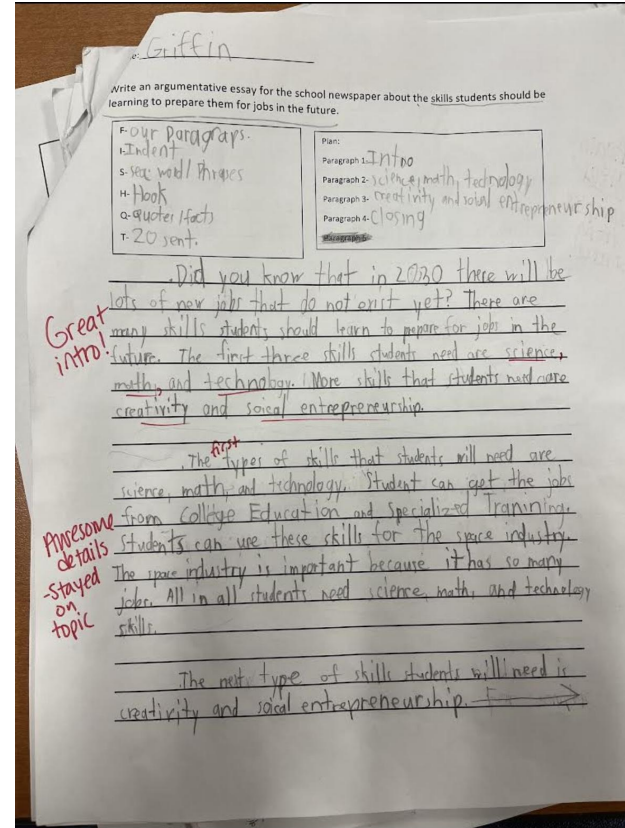 e: Griffin
Write an argumentative essay for the school newspaper about the skills students should be
learning to prepare them for jobs in the future.
F- our Paragraps.
I- Indent
S- sea: word/Phrases
H- Hook
Q- quotes/facts
T- 20 sent.
Plan:
Paragraph 1- Intro
Paragraph 2- science, math, technology
Paragraph 3- creativity and soical entrepreneurship
Paragraph 4- Closing
Paragraph 5-
Did you know that in 2030 there will be
lots of new jobs that do not exist yet? There are
many skills students should learn to prepare for jobs in the
future. The first three skills students need are science,
math, and technology. More skills that students need are
creativity and soical entrepreneurship.
Great
intro!
The first types of skills that students will need are
science, math, and technology. Student can get the jobs
from Collage Education and Specialized Tranining.
Students can use these skills for the space industry.
The space industry is important because it has so many
jobs. All in all students need science, math, and technology
skills.
Awesome
details
-Stayed
on
topic
The next type of skills students will need is
creativity and soical entrepreneurship.